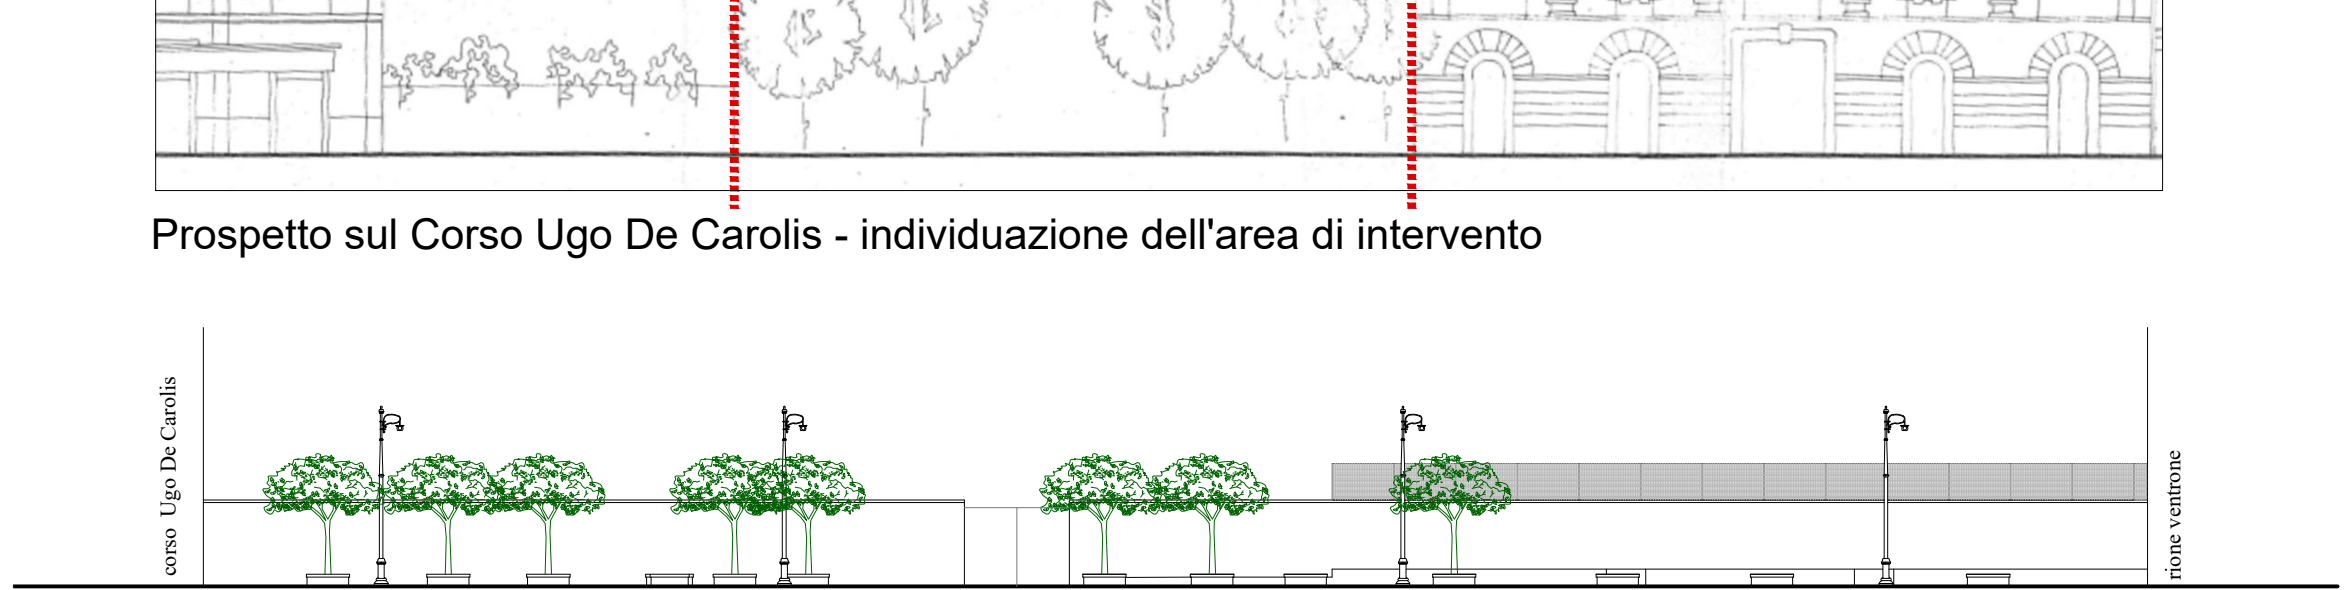 Prospetto sul Corso Ugo De Carolis - individuazione dell'area di intervento
corso Ugo De Carolis
rione ventrone